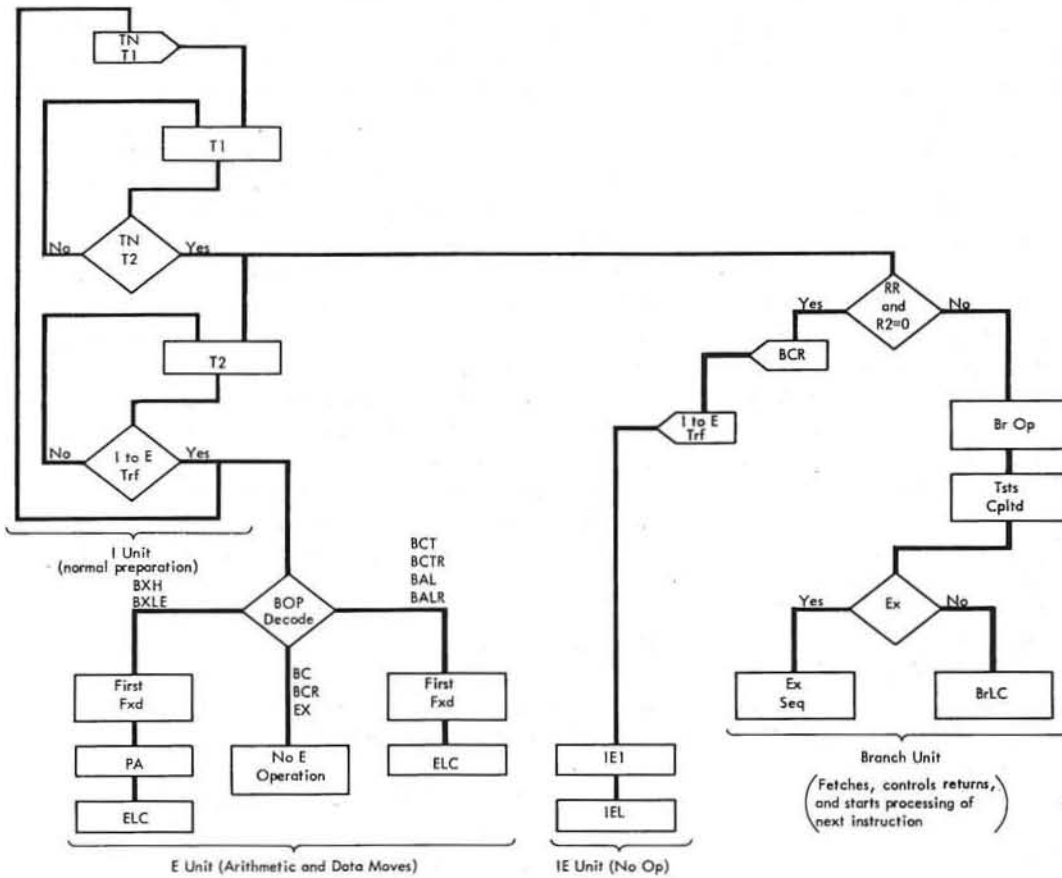 TN
T1
T1
No
TN
T2
Yes
T2
No
I to E
Trf
Yes
I Unit
(normal preparation)
RR
and
R2=0
Yes
No
BCR
I to E
Trf
Br Op
Tsts
Cpltd
Ex
Yes
No
Ex
Seq
BrLC
Branch Unit
(Fetches, controls returns,
and starts processing of
next instruction)
BXH
BXLE
BOP
Decode
BCT
BCTR
BAL
BALR
BC
BCR
EX
First
Fxd
PA
ELC
No E
Operation
First
Fxd
ELC
E Unit (Arithmetic and Data Moves)
IE1
IEL
IE Unit (No Op)